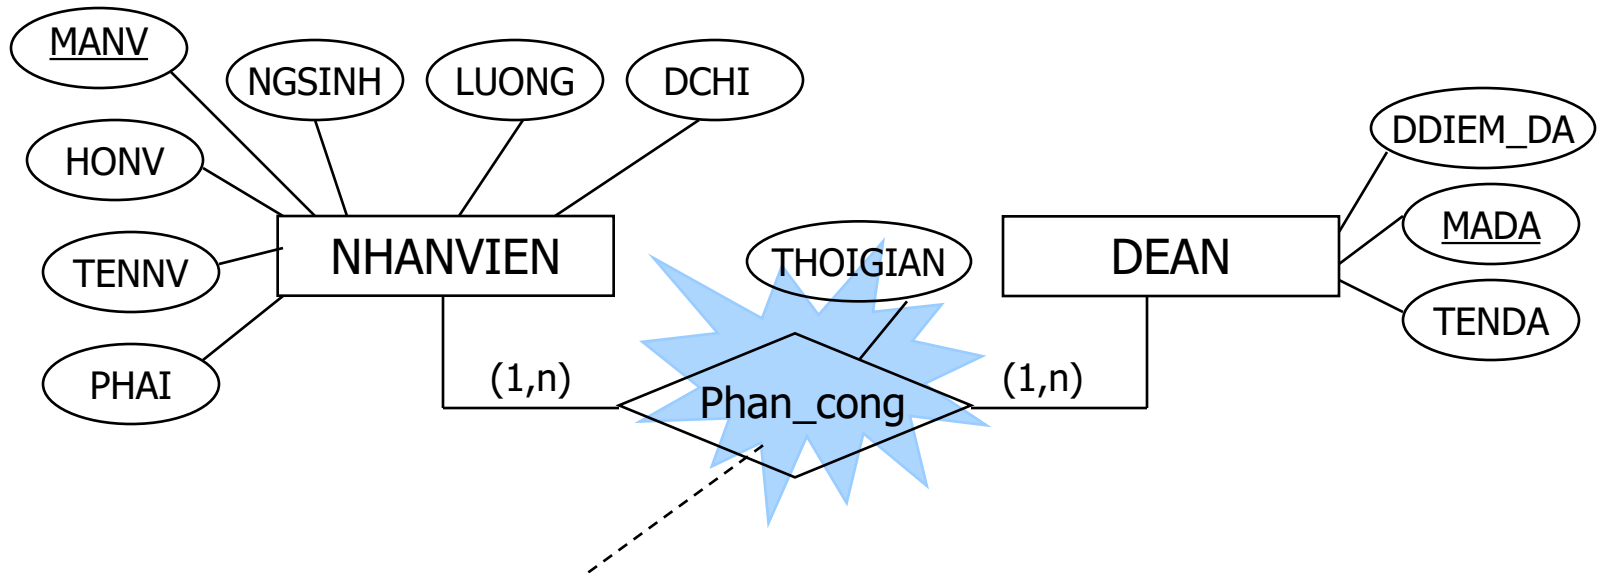 MANV
NGSINH
LUONG
DCHI
DDIEM_DA
HONV
MADA
TENNV
NHANVIEN
THOIGIAN
DEAN
TENDA
PHAI
(1,n)
Phan_cong
(1,n)